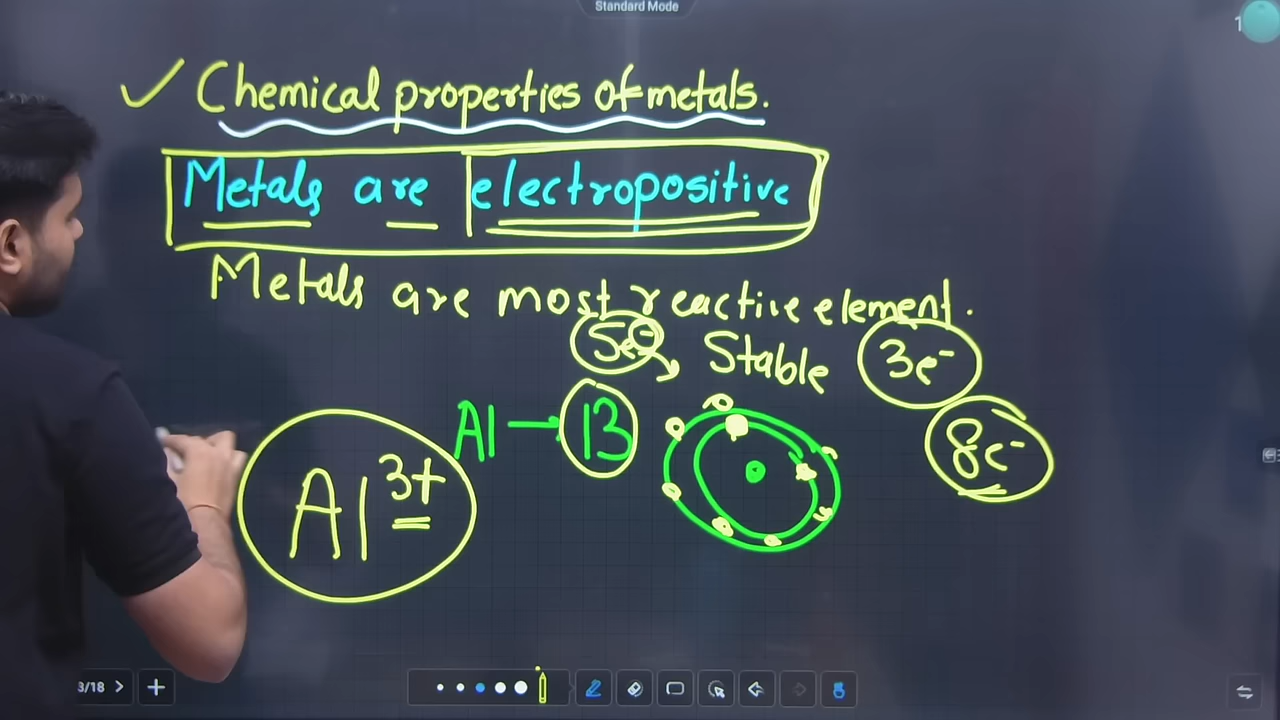 Standard Mode
1
✓ Chemical properties of metals.
Metals are electropositive
Metals are most reactive element.
5e⁻ Stable 3e⁻
Al → 13
8e⁻
Al³⁺
3/18